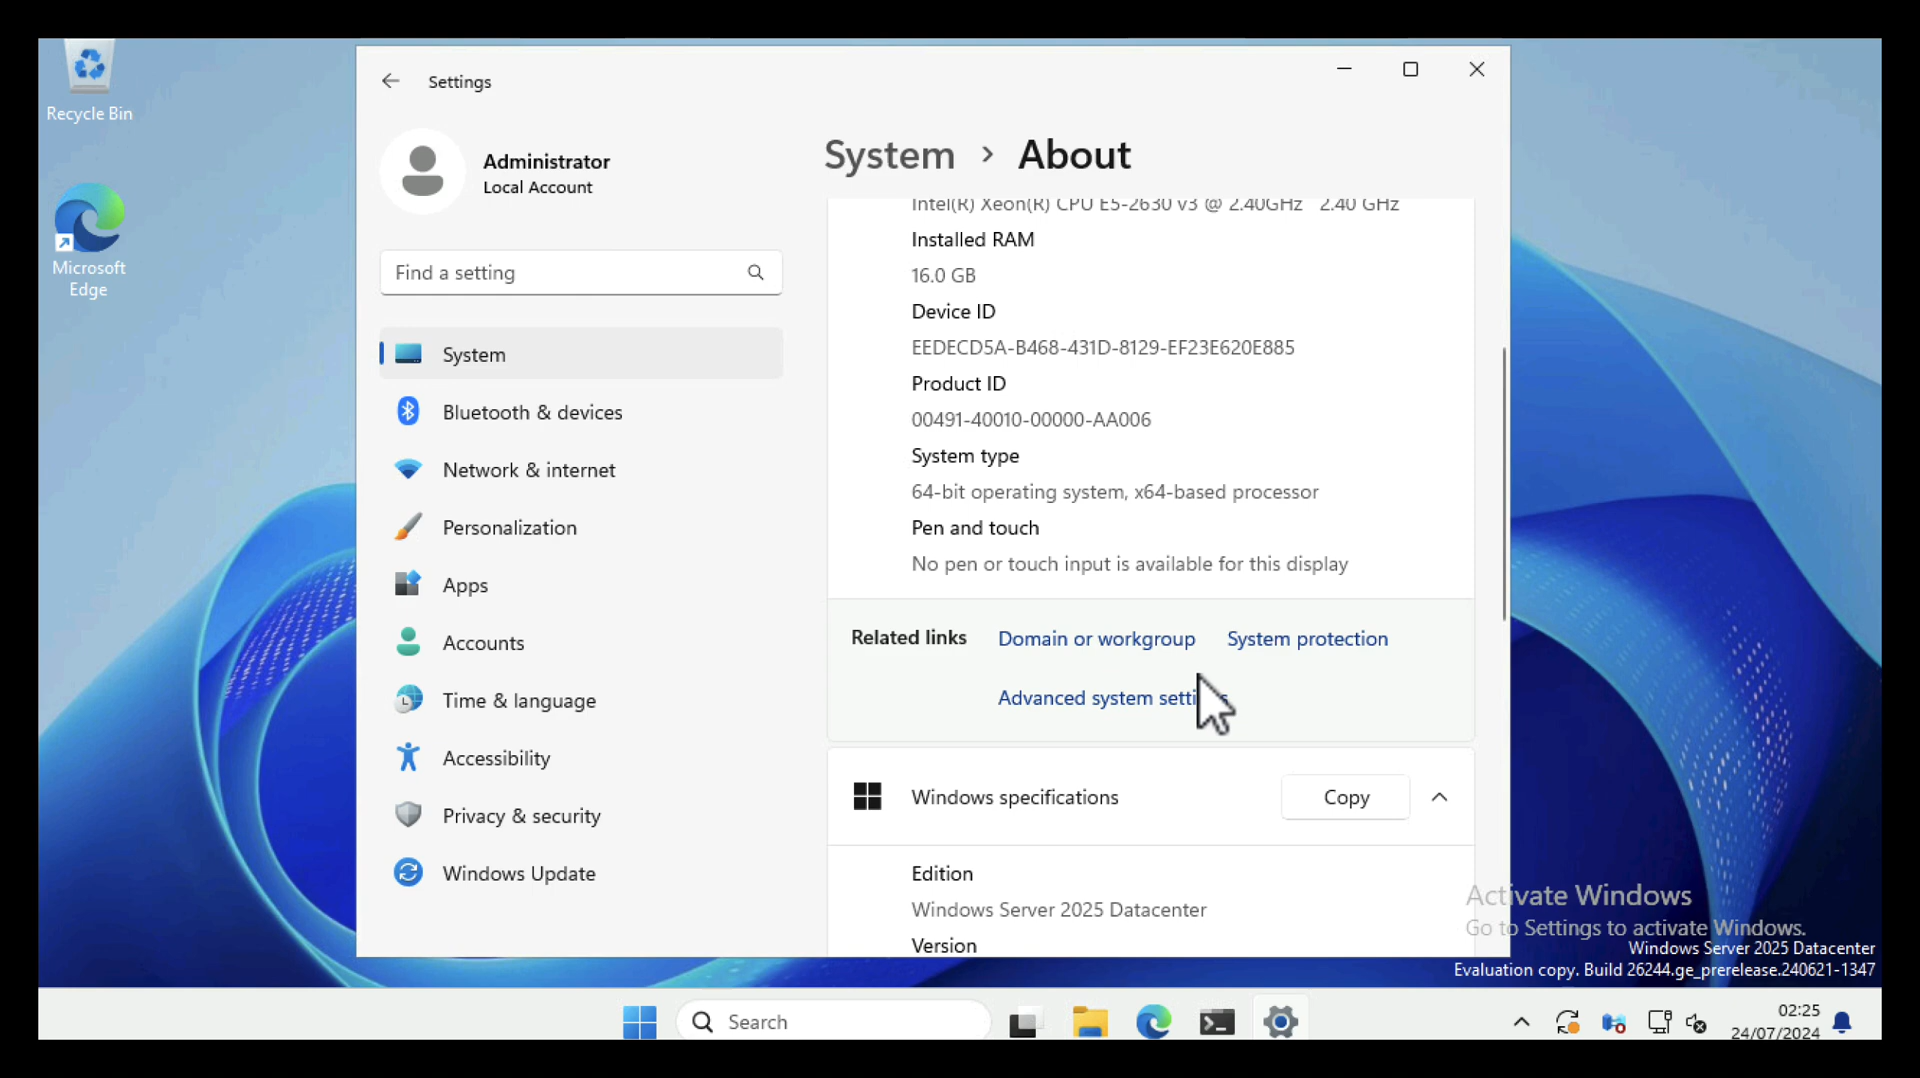 Recycle Bin
Microsoft
Edge
Settings
Administrator
Local Account
Find a setting
System
Bluetooth & devices
Network & internet
Personalization
Apps
Accounts
Time & language
Accessibility
Privacy & security
Windows Update
System > About
Intel(R) Xeon(R) CPU E5-2630 v3 @ 2.40GHz 2.40 GHz
Installed RAM
16.0 GB
Device ID
EEDECD5A-B468-431D-8129-EF23E620E885
Product ID
00491-40010-00000-AA006
System type
64-bit operating system, x64-based processor
Pen and touch
No pen or touch input is available for this display
Related links Domain or workgroup System protection
Advanced system settings
Windows specifications Copy
Edition
Windows Server 2025 Datacenter
Version
Activate Windows
Go to Settings to activate Windows.
Windows Server 2025 Datacenter
Evaluation copy. Build 26244.ge_prerelease.240621-1347
Search
02:25
24/07/2024